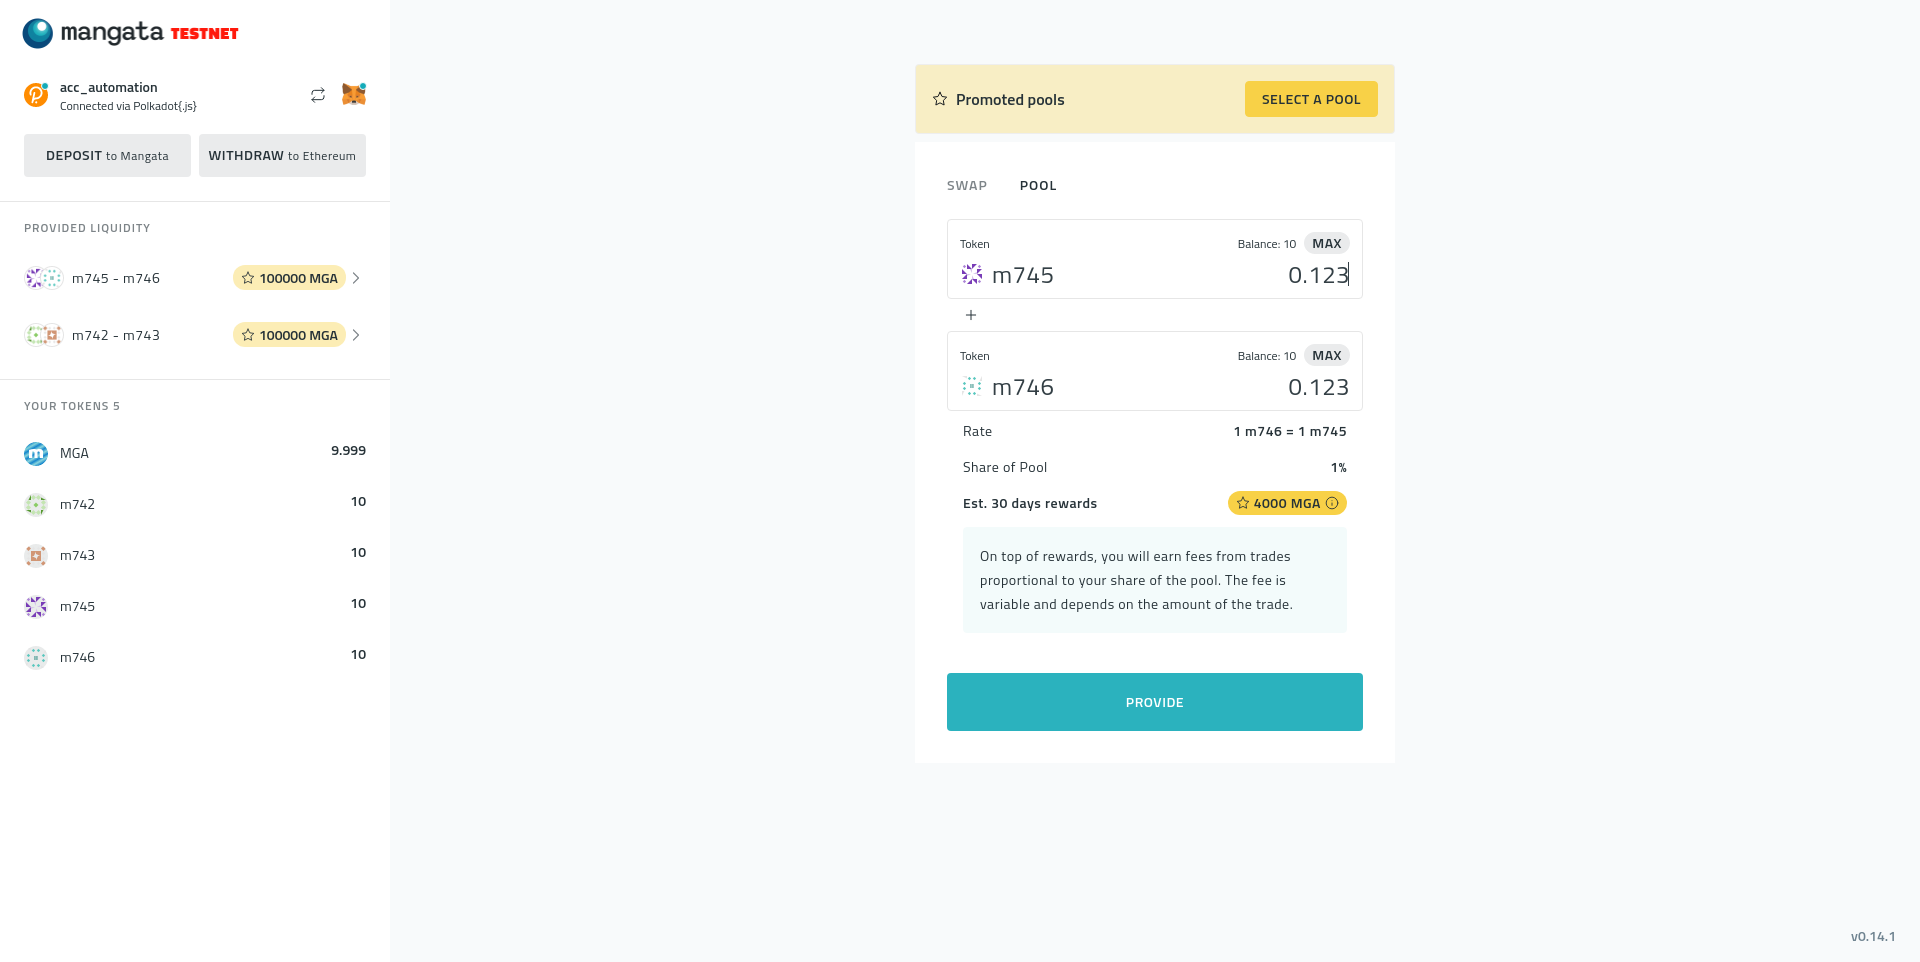 mangata TESTNET
acc_automation
Connected via Polkadot{.js}
DEPOSIT to Mangata
WITHDRAW to Ethereum
PROVIDED LIQUIDITY
m745 - m746
100000 MGA
m742 - m743
100000 MGA
YOUR TOKENS 5
MGA
9.999
m742
10
m743
10
m745
10
m746
10
Promoted pools
SELECT A POOL
SWAP
POOL
Token
Balance: 10
MAX
m745
0.123
+
Token
Balance: 10
MAX
m746
0.123
Rate
1 m746 = 1 m745
Share of Pool
1%
Est. 30 days rewards
4000 MGA
On top of rewards, you will earn fees from trades
proportional to your share of the pool. The fee is
variable and depends on the amount of the trade.
PROVIDE
v0.14.1